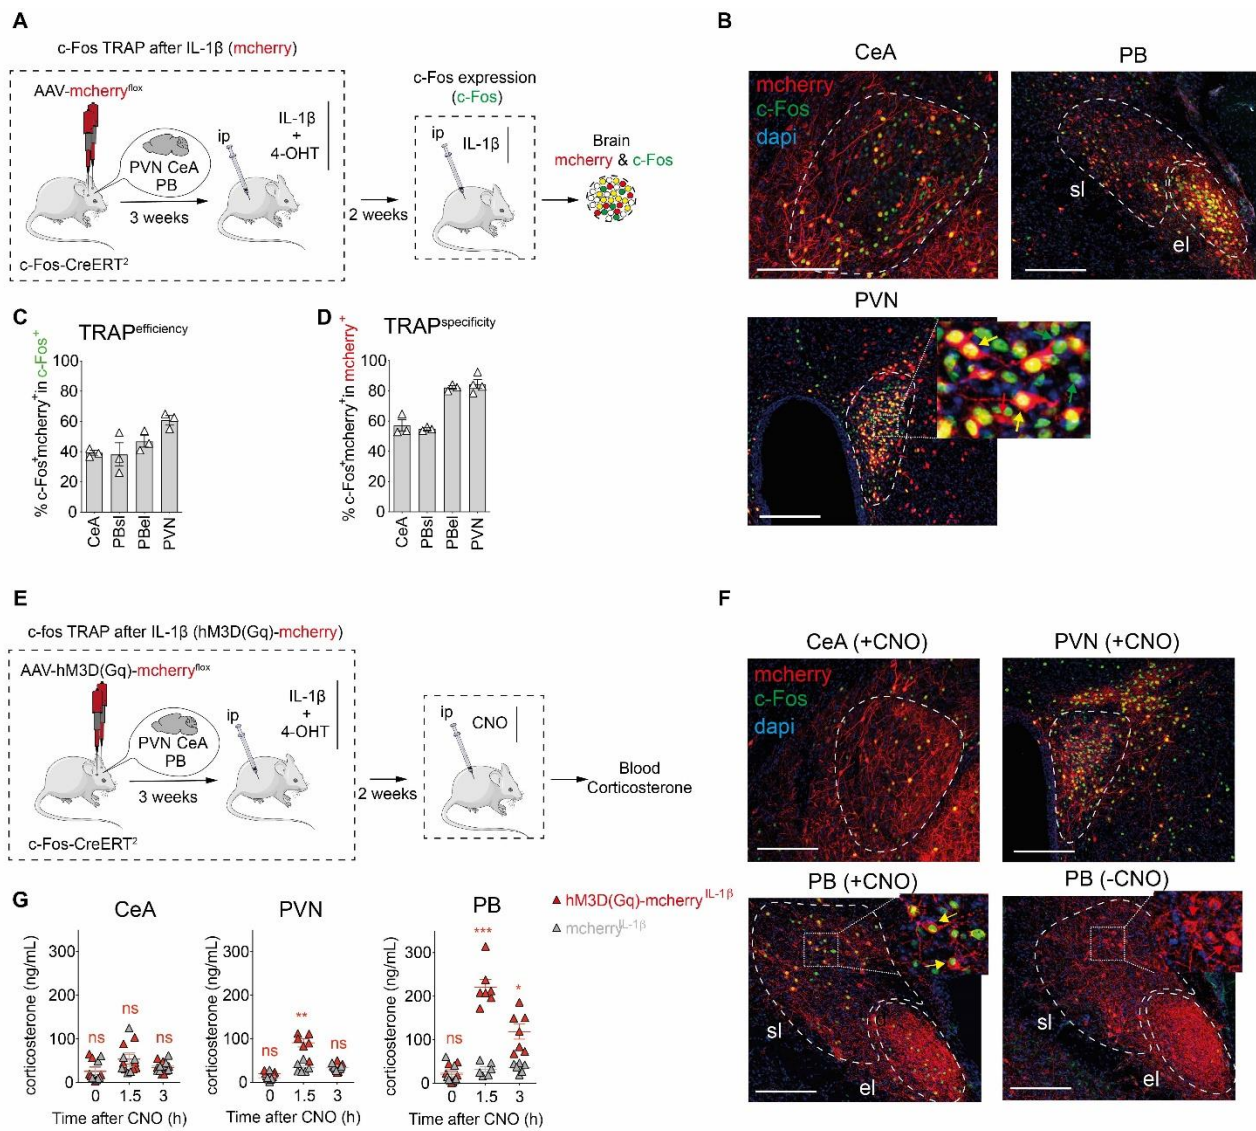 A
c-Fos TRAP after IL-1β (mcherry)
AAV-mcherry^flox
PVN CeA
PB
3 weeks
c-Fos-CreERT²
ip
IL-1β
+
4-OHT
2 weeks
c-Fos expression
(c-Fos)
ip
IL-1β
Brain
mcherry & c-Fos
B
CeA
mcherry
c-Fos
dapi
PB
sl
el
PVN
C
TRAP^efficiency
% c-Fos⁺mcherry⁺in c-Fos⁺
100
80
60
40
20
0
CeA
PBsl
PBel
PVN
D
TRAP^specificity
% c-Fos⁺mcherry⁺in mcherry⁺
100
80
60
40
20
0
CeA
PBsl
PBel
PVN
E
c-fos TRAP after IL-1β (hM3D(Gq)-mcherry)
AAV-hM3D(Gq)-mcherry^flox
PVN CeA
PB
3 weeks
c-Fos-CreERT²
ip
IL-1β
+
4-OHT
2 weeks
ip
CNO
Blood
Corticosterone
F
CeA (+CNO)
mcherry
c-Fos
dapi
PVN (+CNO)
PB (+CNO)
sl
el
PB (-CNO)
sl
el
G
CeA
corticosterone (ng/mL)
300
200
100
0
ns ns ns
0 1.5 3
Time after CNO (h)
PVN
corticosterone (ng/mL)
300
200
100
0
ns ** ns
0 1.5 3
Time after CNO (h)
PB
corticosterone (ng/mL)
300
200
100
0
ns *** *
0 1.5 3
Time after CNO (h)
hM3D(Gq)-mcherry^IL-1β
mcherry^IL-1β